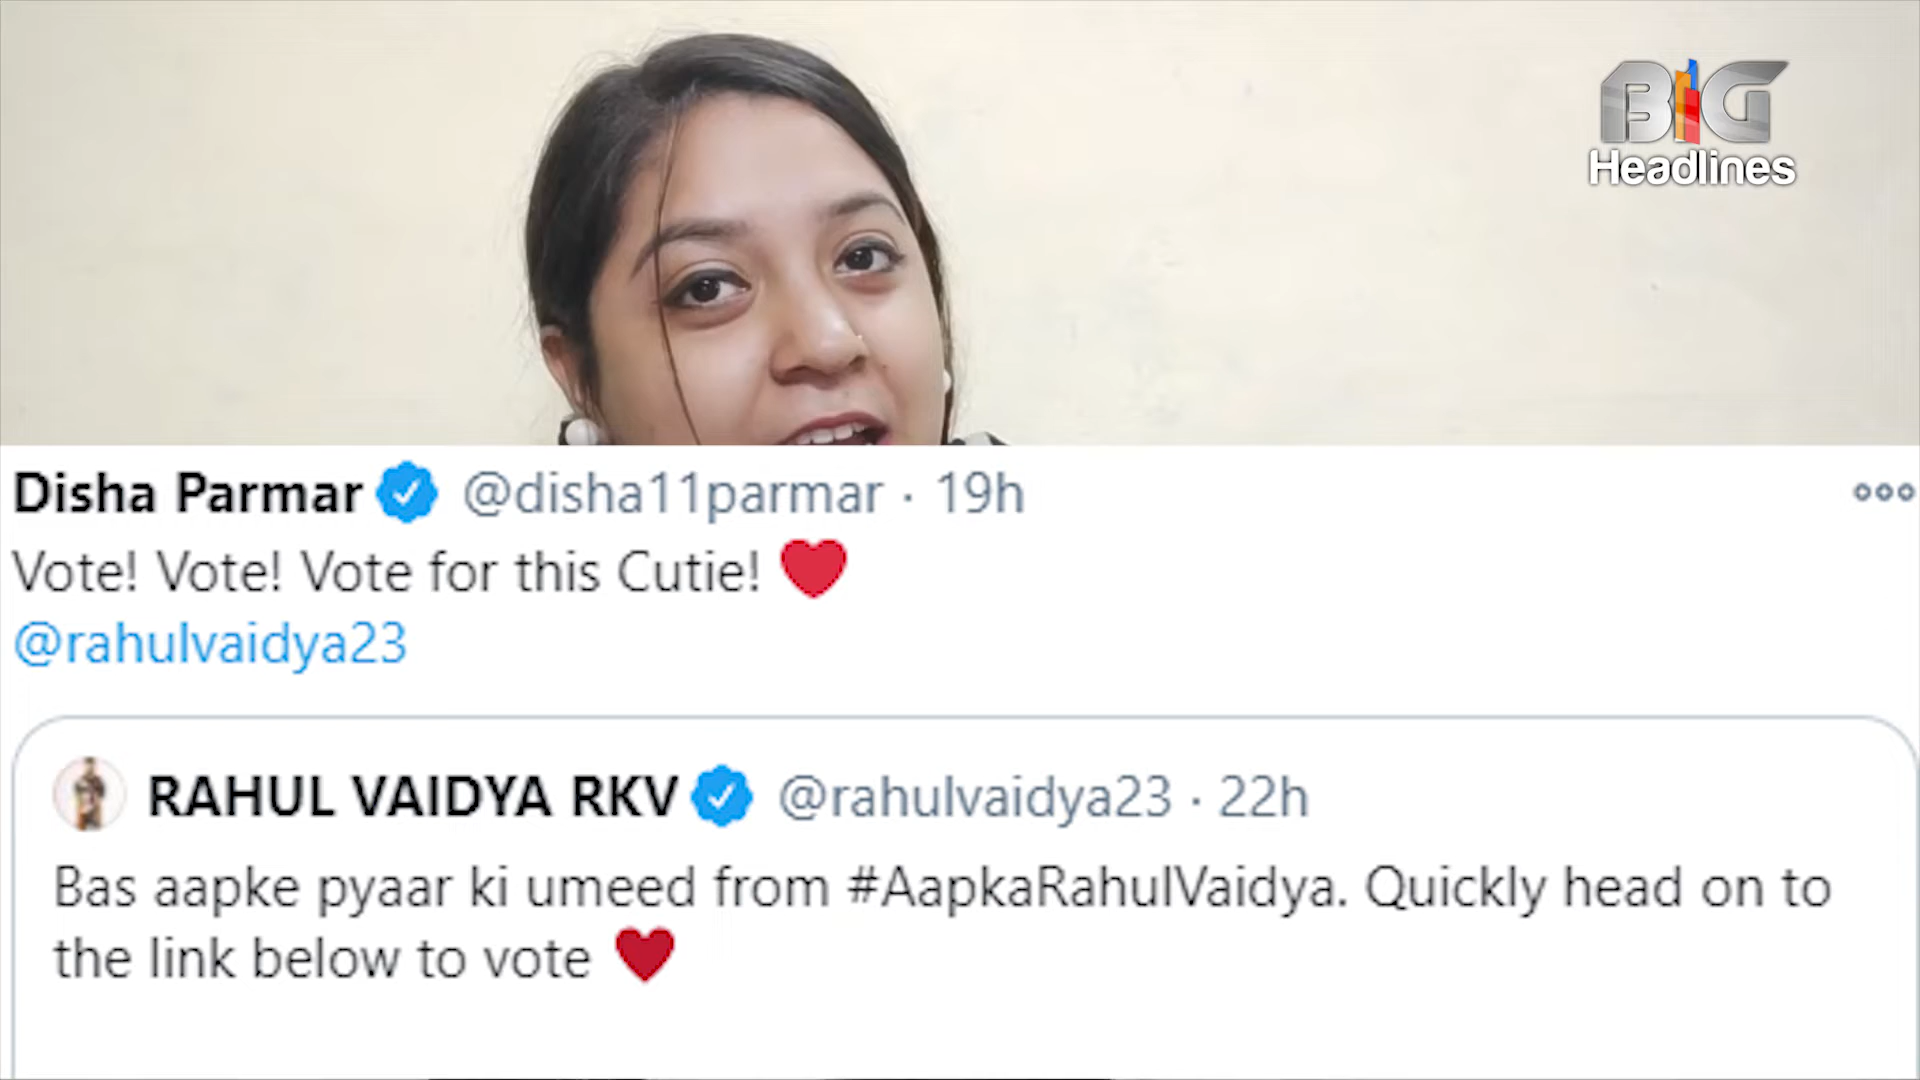 BIG
Headlines
Disha Parmar @disha11parmar · 19h
Vote! Vote! Vote for this Cutie! ❤️
@rahulvaidya23
RAHUL VAIDYA RKV @rahulvaidya23 · 22h
Bas aapke pyaar ki umeed from #AapkaRahulVaidya. Quickly head on to
the link below to vote ❤️